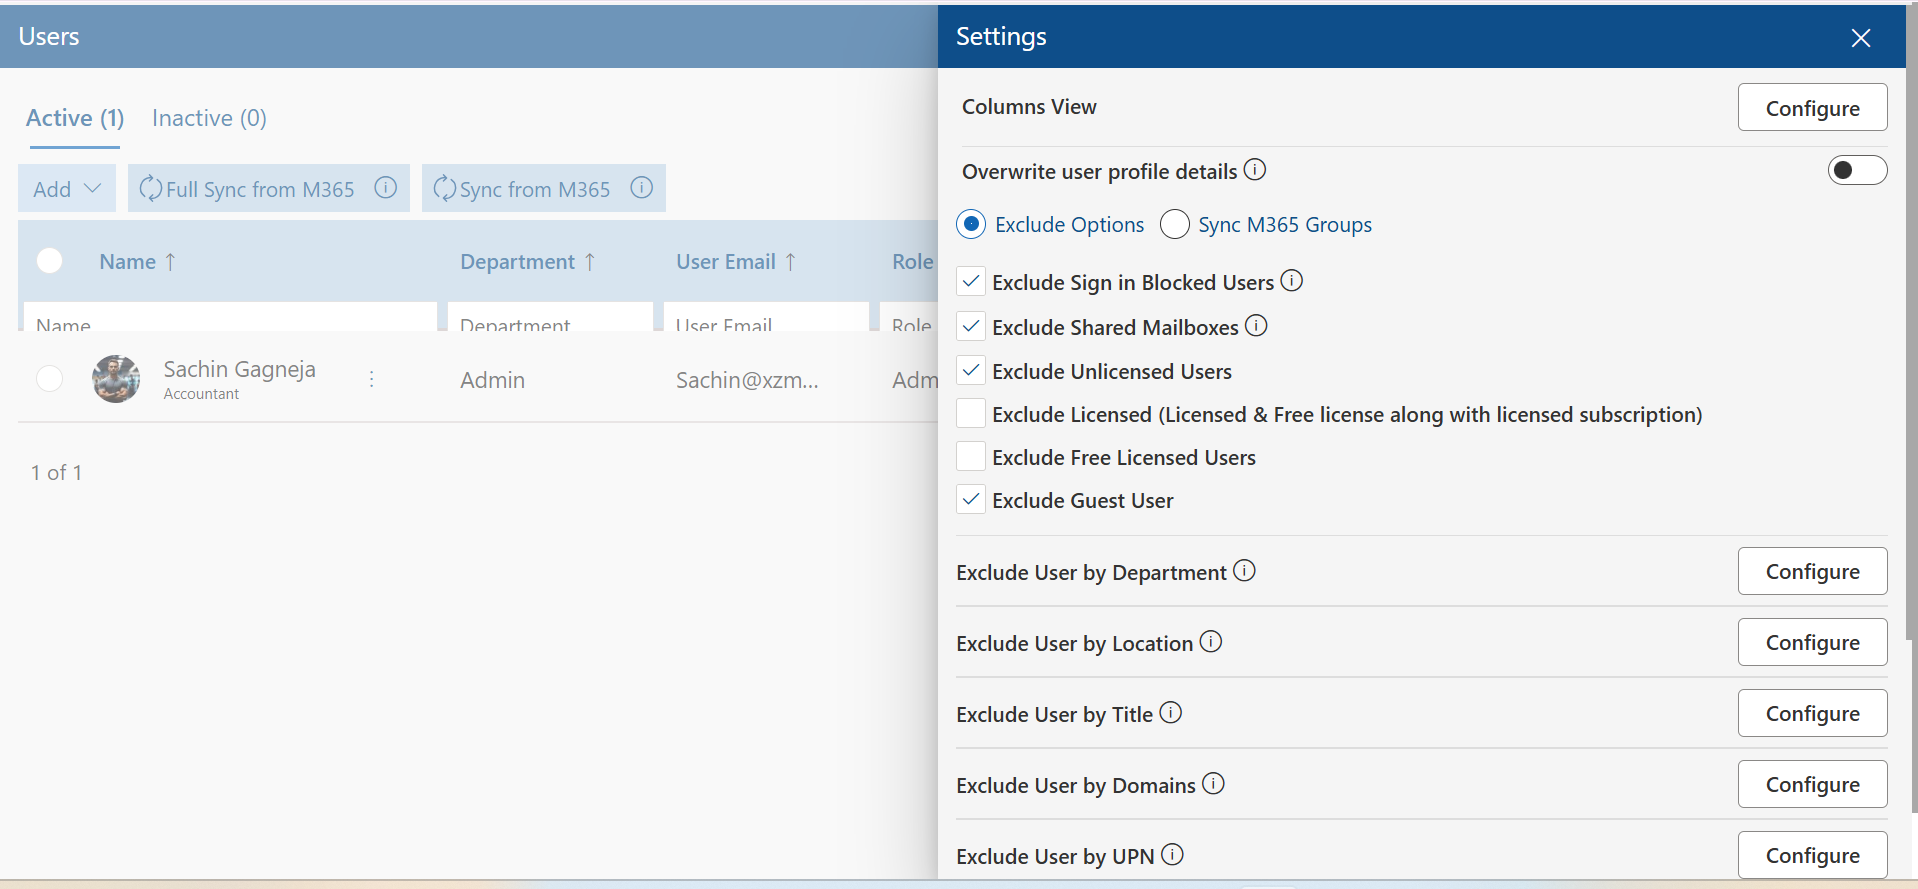 Users
Active (1) Inactive (0)
Add Full Sync from M365 Sync from M365
Name Department User Email Role
Name Department User Email Role
Sachin Gagneja
Accountant
Admin Sachin@xzm... Adm
1 of 1
Settings
Columns View Configure
Overwrite user profile details
Exclude Options Sync M365 Groups
Exclude Sign in Blocked Users
Exclude Shared Mailboxes
Exclude Unlicensed Users
Exclude Licensed (Licensed & Free license along with licensed subscription)
Exclude Free Licensed Users
Exclude Guest User
Exclude User by Department Configure
Exclude User by Location Configure
Exclude User by Title Configure
Exclude User by Domains Configure
Exclude User by UPN Configure